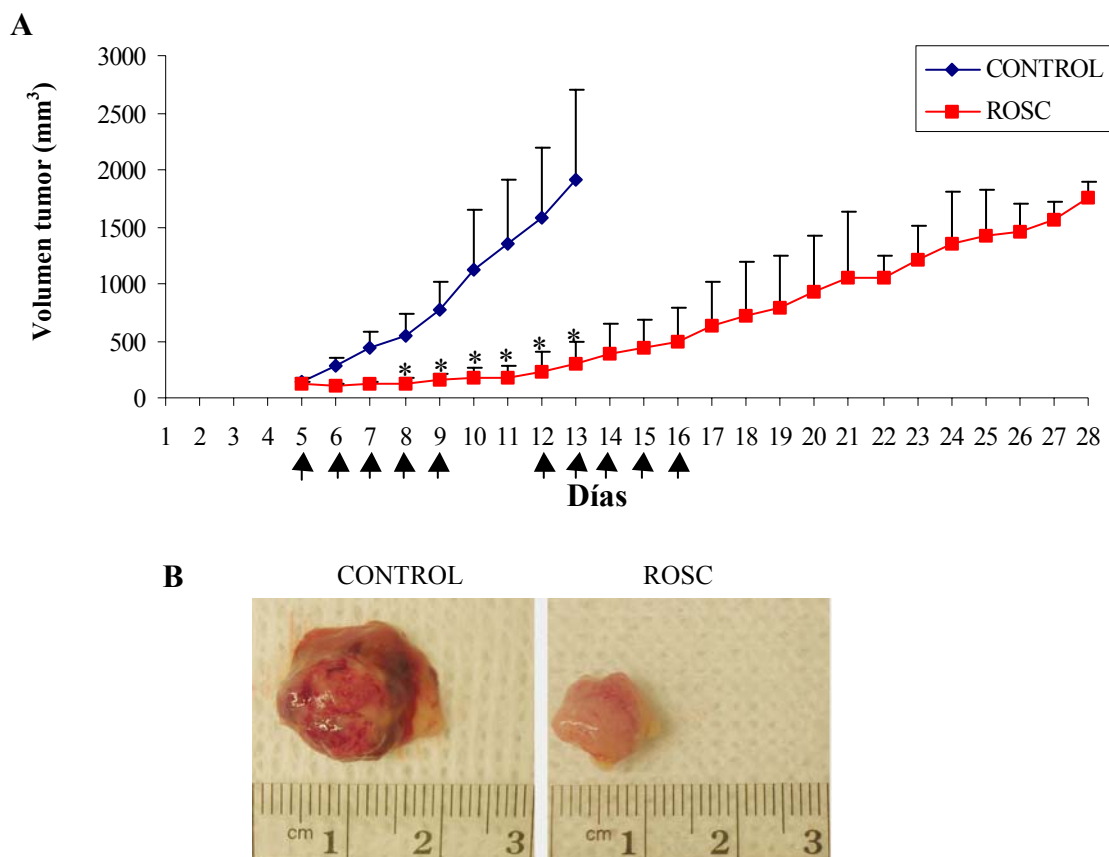 A
3000
2500
2000
1500
1000
500
0
Volumen tumor (mm³)
CONTROL
ROSC
* * * * * *
1 2 3 4 5 6 7 8 9 10 11 12 13 14 15 16 17 18 19 20 21 22 23 24 25 26 27 28
Días
B
CONTROL ROSC
cm 1 2 3
cm 1 2 3